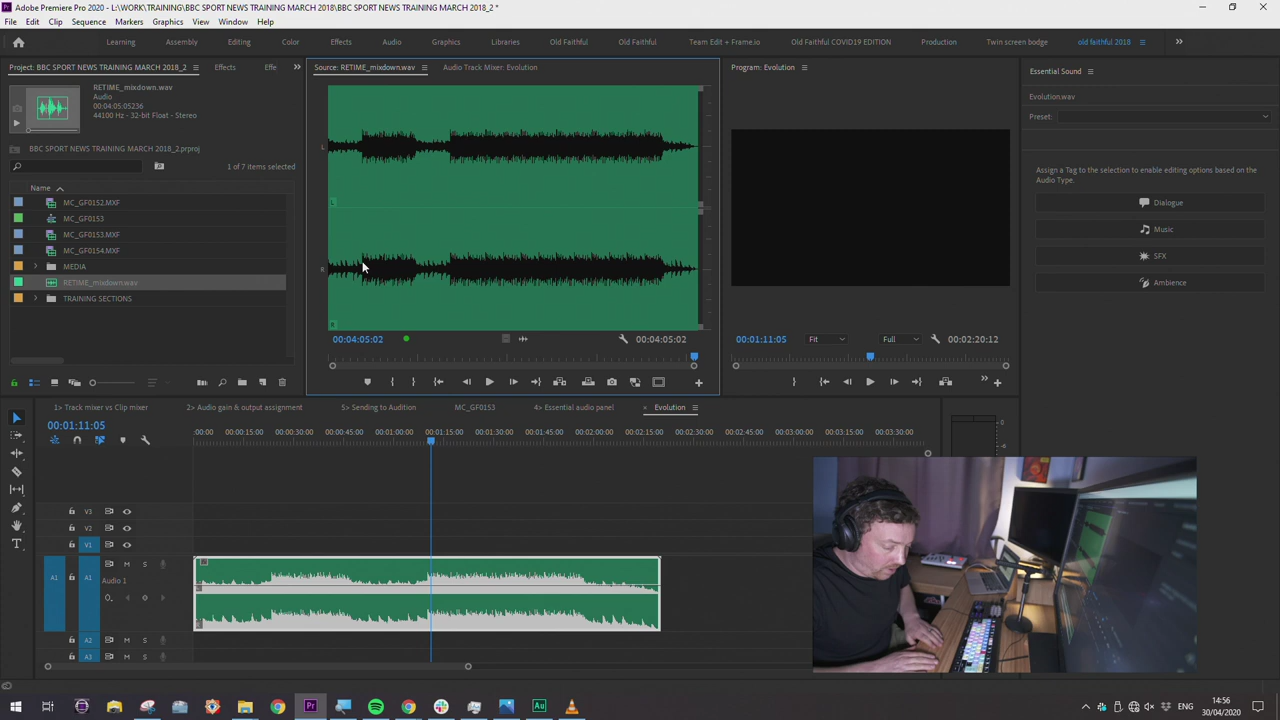 Adobe Premiere Pro 2020 - L:\WORK\TRAINING\BBC SPORT NEWS TRAINING MARCH 2018\BBC SPORT NEWS TRAINING MARCH 2018_2 *
File Edit Clip Sequence Markers Graphics View Window Help
Learning Assembly Editing Color Effects Audio Graphics Libraries Old Faithful Old Faithful Team Edit + Frame.io Old Faithful COVID19 EDITION Production Twin screen bodge old faithful 2018
Project: BBC SPORT NEWS TRAINING MARCH 2018_2 Effects Effe
RETIME_mixdown.wav
Audio
00:04:05:05236
44100 Hz - 32-bit Float - Stereo
BBC SPORT NEWS TRAINING MARCH 2018_2.prproj
1 of 7 items selected
Name
MC_GF0152.MXF
MC_GF0153
MC_GF0153.MXF
MC_GF0154.MXF
MEDIA
RETIME_mixdown.wav
TRAINING SECTIONS
Source: RETIME_mixdown.wav Audio Track Mixer: Evolution
L
L
R
R
00:04:05:02 00:04:05:02
Program: Evolution
00:01:11:05 Fit Full 00:02:20:12
Essential Sound
Evolution.wav
Preset:
Assign a Tag to the selection to enable editing options based on the
Audio Type.
Dialogue
Music
SFX
Ambience
1> Track mixer vs Clip mixer 2> Audio gain & output assignment 5> Sending to Audition MC_GF0153 4> Essential audio panel × Evolution
00:01:11:05
:00:00 00:00:15:00 00:00:30:00 00:00:45:00 00:01:00:00 00:01:15:00 00:01:30:00 00:01:45:00 00:02:00:00 00:02:15:00 00:02:30:00 00:02:45:00 00:03:00:00 00:03:15:00 00:03:30:00
0
-6
V3
V2
V1
A1 A1 M S
Audio 1
A2 M S
A3 M S
Pr Au
ENG
14:56
30/04/2020